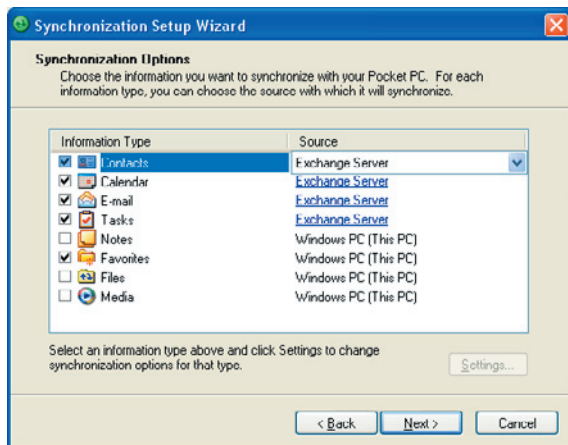 Synchronization Setup Wizard
Synchronization Options
Choose the information you want to synchronize with your Pocket PC. For each
information type, you can choose the source with which it will synchronize.
Information Type Source
Contacts Exchange Server
Calendar Exchange Server
E-mail Exchange Server
Tasks Exchange Server
Notes Windows PC (This PC)
Favorites Windows PC (This PC)
Files Windows PC (This PC)
Media Windows PC (This PC)
Select an information type above and click Settings to change
synchronization options for that type.
Settings...
< Back Next > Cancel